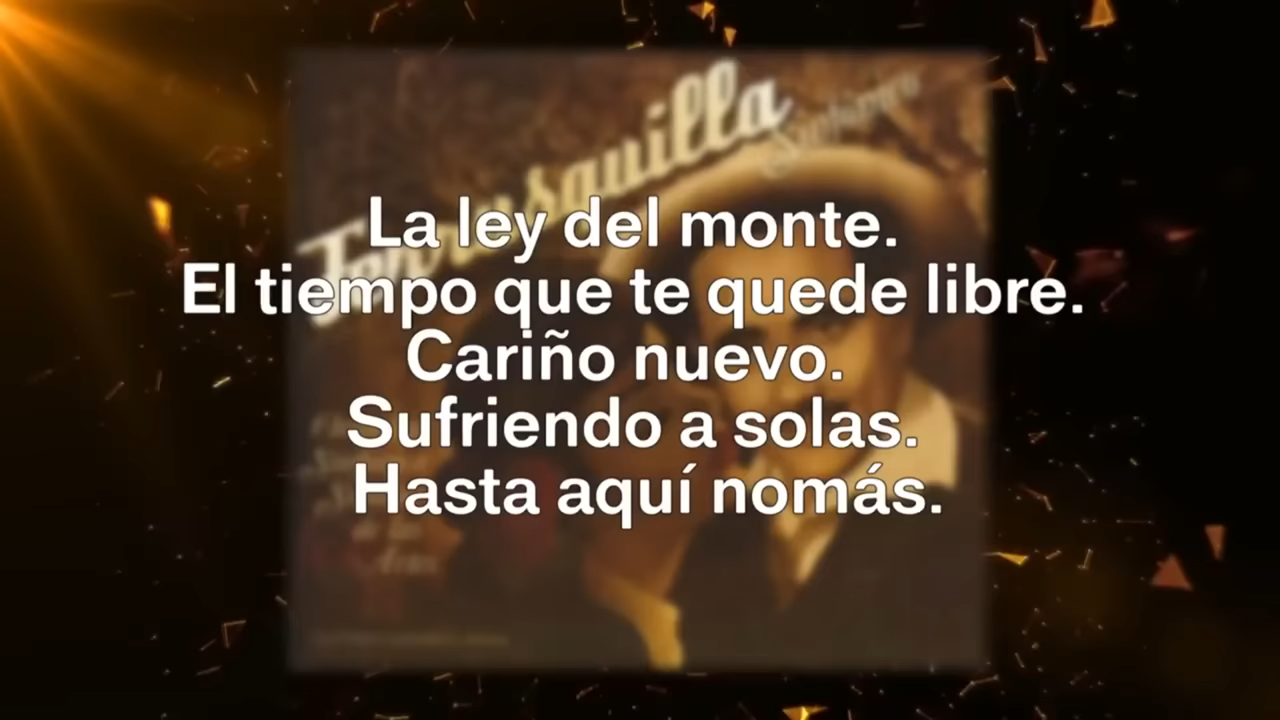 La ley del monte.
El tiempo que te quede libre.
Cariño nuevo.
Sufriendo a solas.
Hasta aquí nomás.